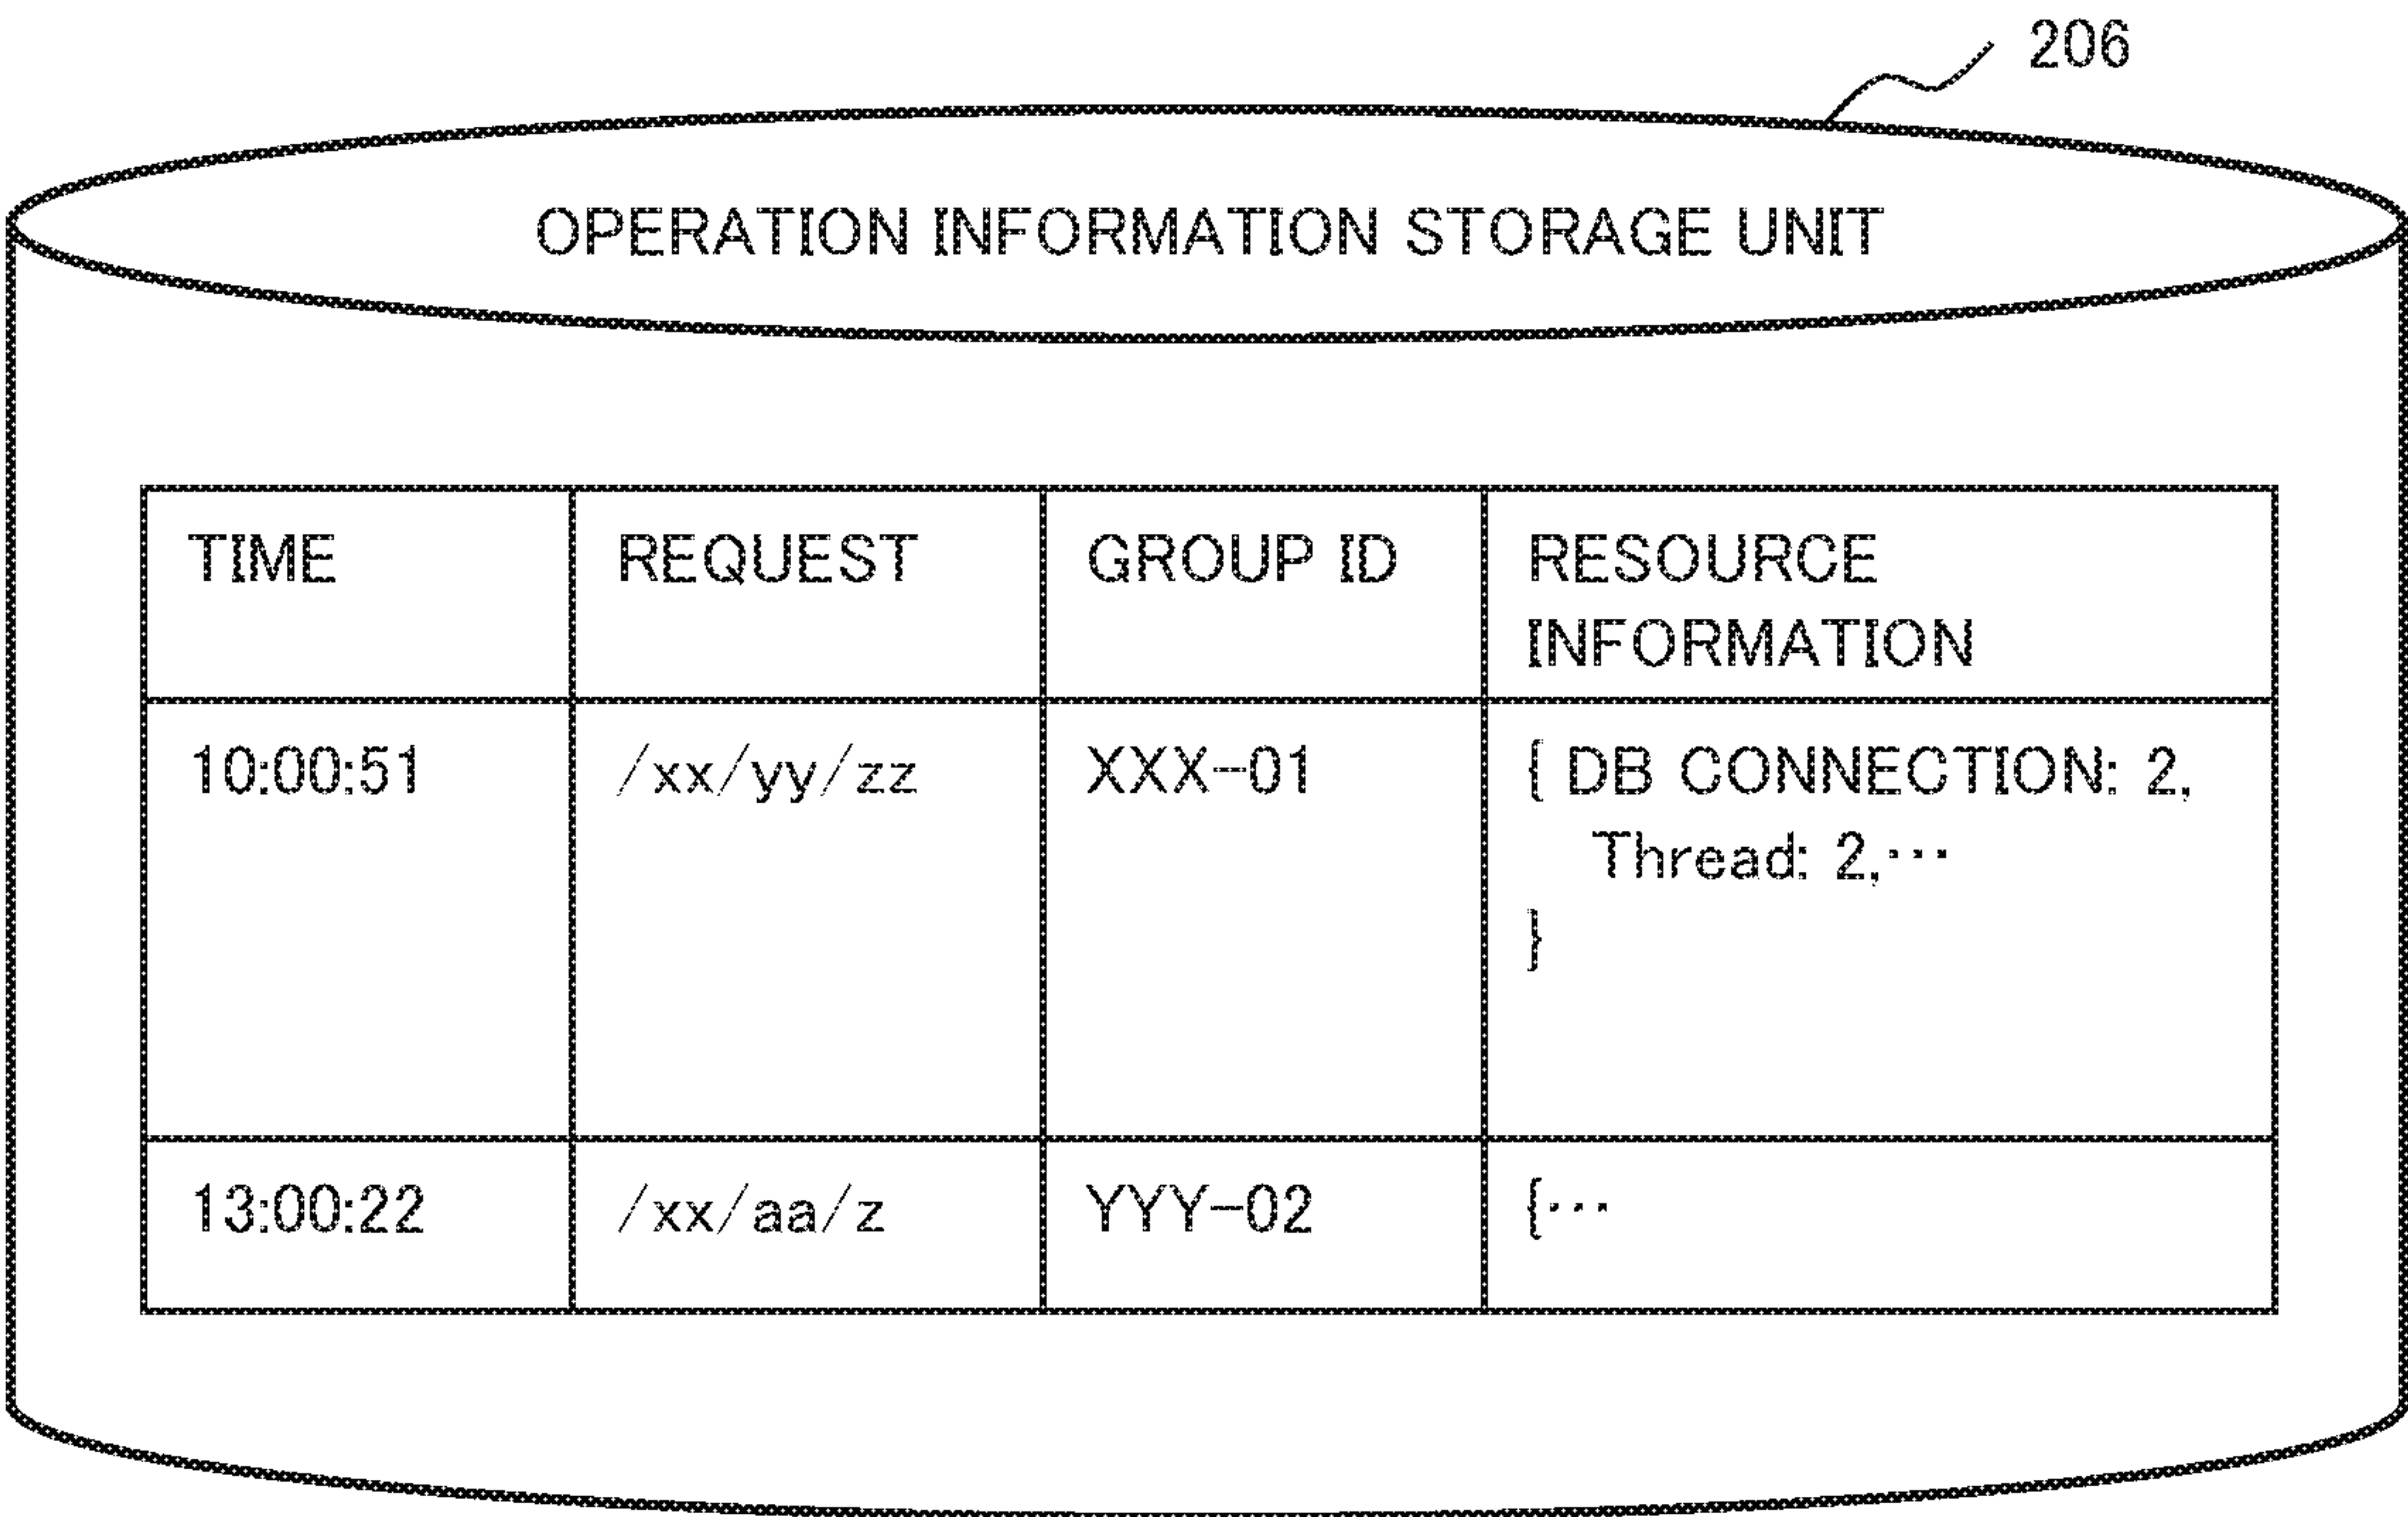 206
OPERATION INFORMATION STORAGE UNIT
TIME
REQUEST
GROUP ID
RESOURCE
INFORMATION
10:00:51
/xx/yy/zz
XXX-01
{ DB CONNECTION: 2,
Thread: 2,···
}
13:00:22
/xx/aa/z
YYY-02
{···